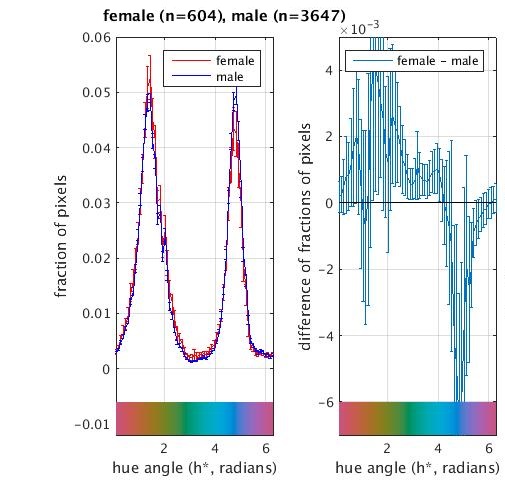 female (n=604), male (n=3647)
0.06
0.05
0.04
0.03
0.02
0.01
0
-0.01
fraction of pixels
female
male
2
4
6
hue angle (h*, radians)
×10⁻³
4
2
0
-2
-4
-6
difference of fractions of pixels
female - male
2
4
6
hue angle (h*, radians)